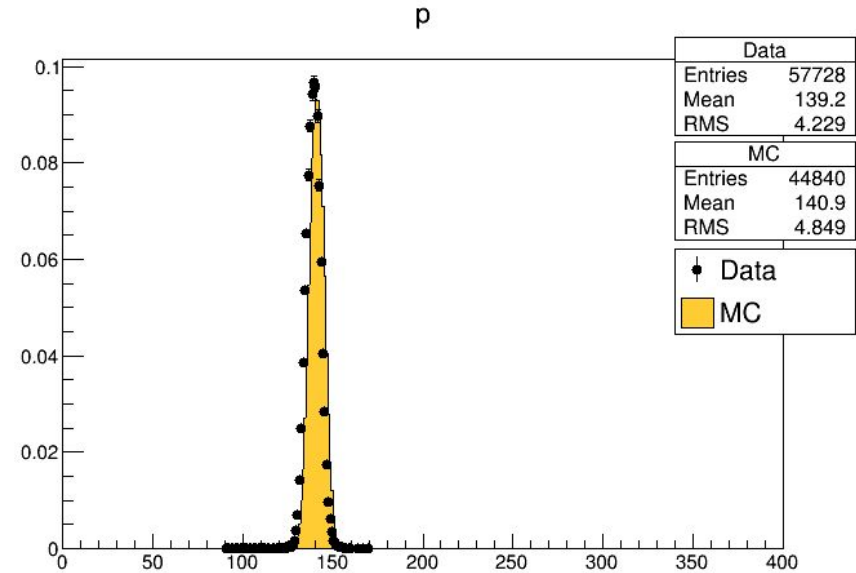 p
Data
Entries 57728
Mean 139.2
RMS 4.229
MC
Entries 44840
Mean 140.9
RMS 4.849
Data
MC
0.1
0.08
0.06
0.04
0.02
0
0 50 100 150 200 250 300 350 400